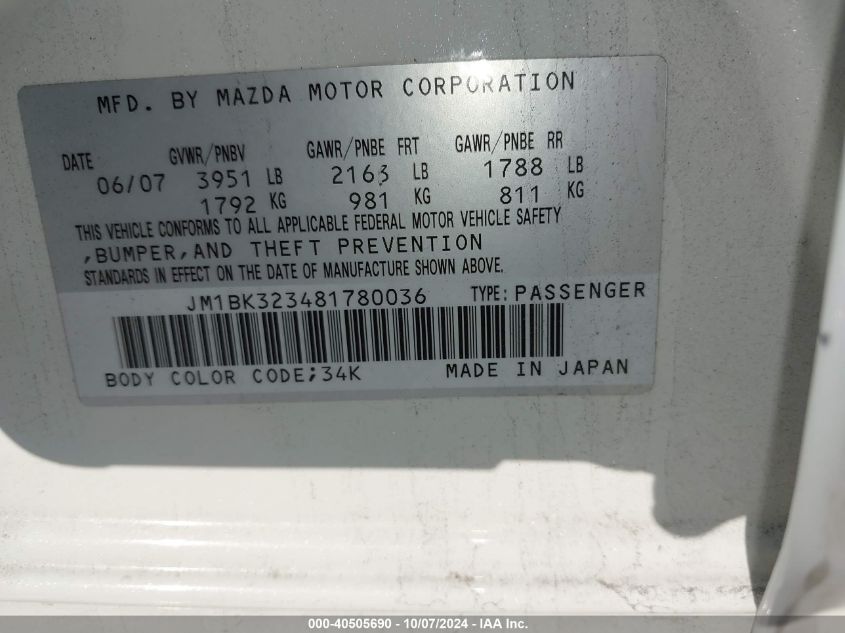 MFD. BY MAZDA MOTOR CORPORATION
DATE GVWR/PNBV GAWR/PNBE FRT GAWR/PNBE RR
06/07 3951 LB 2163 LB 1788 LB
1792 KG 981 KG 811 KG
THIS VEHICLE CONFORMS TO ALL APPLICABLE FEDERAL MOTOR VEHICLE SAFETY
,BUMPER,AND THEFT PREVENTION
STANDARDS IN EFFECT ON THE DATE OF MANUFACTURE SHOWN ABOVE.
JM1BK323481780036 TYPE: PASSENGER
BODY COLOR CODE;34K MADE IN JAPAN
000-40505690 - 10/07/2024 - IAA Inc.